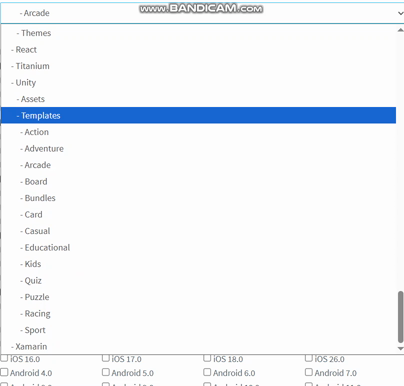 - Arcade
www.BANDICAM.com
- Themes
- React
- Titanium
- Unity
- Assets
- Templates
- Action
- Adventure
- Arcade
- Board
- Bundles
- Card
- Casual
- Educational
- Kids
- Quiz
- Puzzle
- Racing
- Sport
- Xamarin
iOS 16.0 iOS 17.0 iOS 18.0 iOS 26.0
Android 4.0 Android 5.0 Android 6.0 Android 7.0